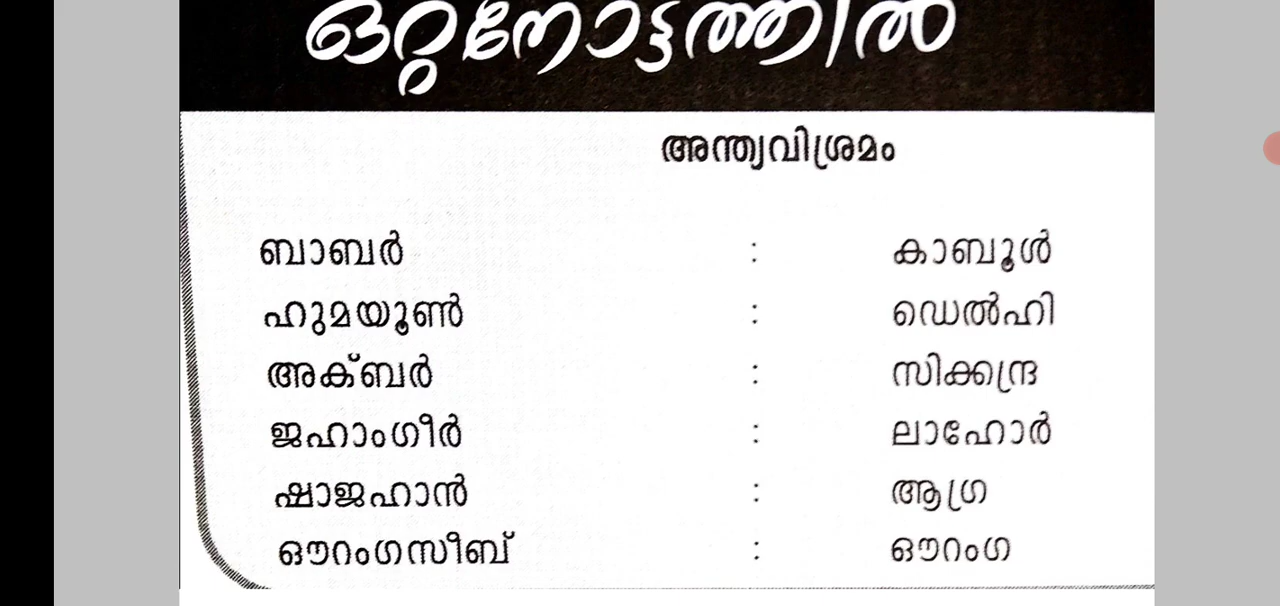 ഒറ്റനോട്ടത്തിൽ
അന്ത്യവിശ്രമം
ബാബർ : കാബൂൾ
ഹുമയൂൺ : ഡെൽഹി
അക്ബർ : സിക്കന്ദ്ര
ജഹാംഗീർ : ലാഹോർ
ഷാജഹാൻ : ആഗ്ര
ഔറംഗസീബ് : ഔറംഗ